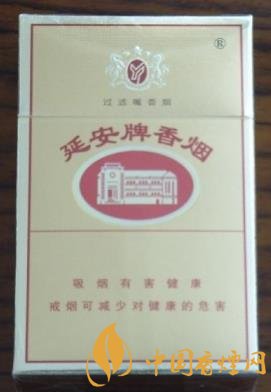 ®
过滤嘴香烟
延安牌香烟
吸烟有害健康
戒烟可减少对健康的危害
中国香烟网